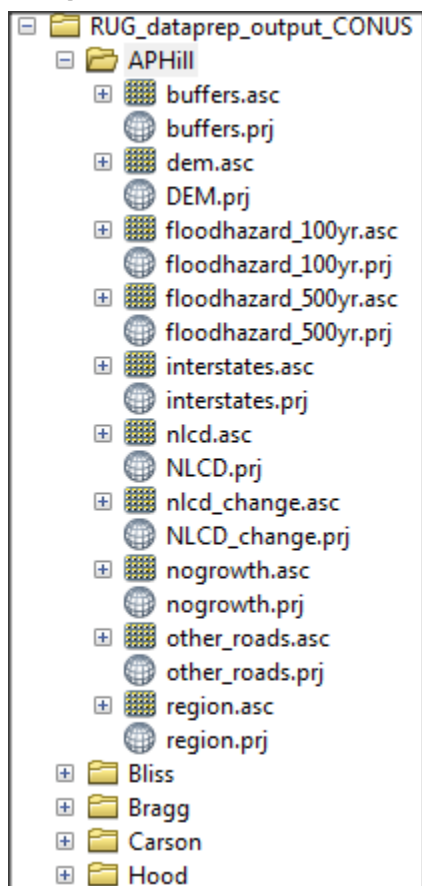 RUG_dataprep_output_CONUS
APHill
buffers.asc
buffers.prj
dem.asc
DEM.prj
floodhazard_100yr.asc
floodhazard_100yr.prj
floodhazard_500yr.asc
floodhazard_500yr.prj
interstates.asc
interstates.prj
nlcd.asc
NLCD.prj
nlcd_change.asc
NLCD_change.prj
nogrowth.asc
nogrowth.prj
other_roads.asc
other_roads.prj
region.asc
region.prj
Bliss
Bragg
Carson
Hood